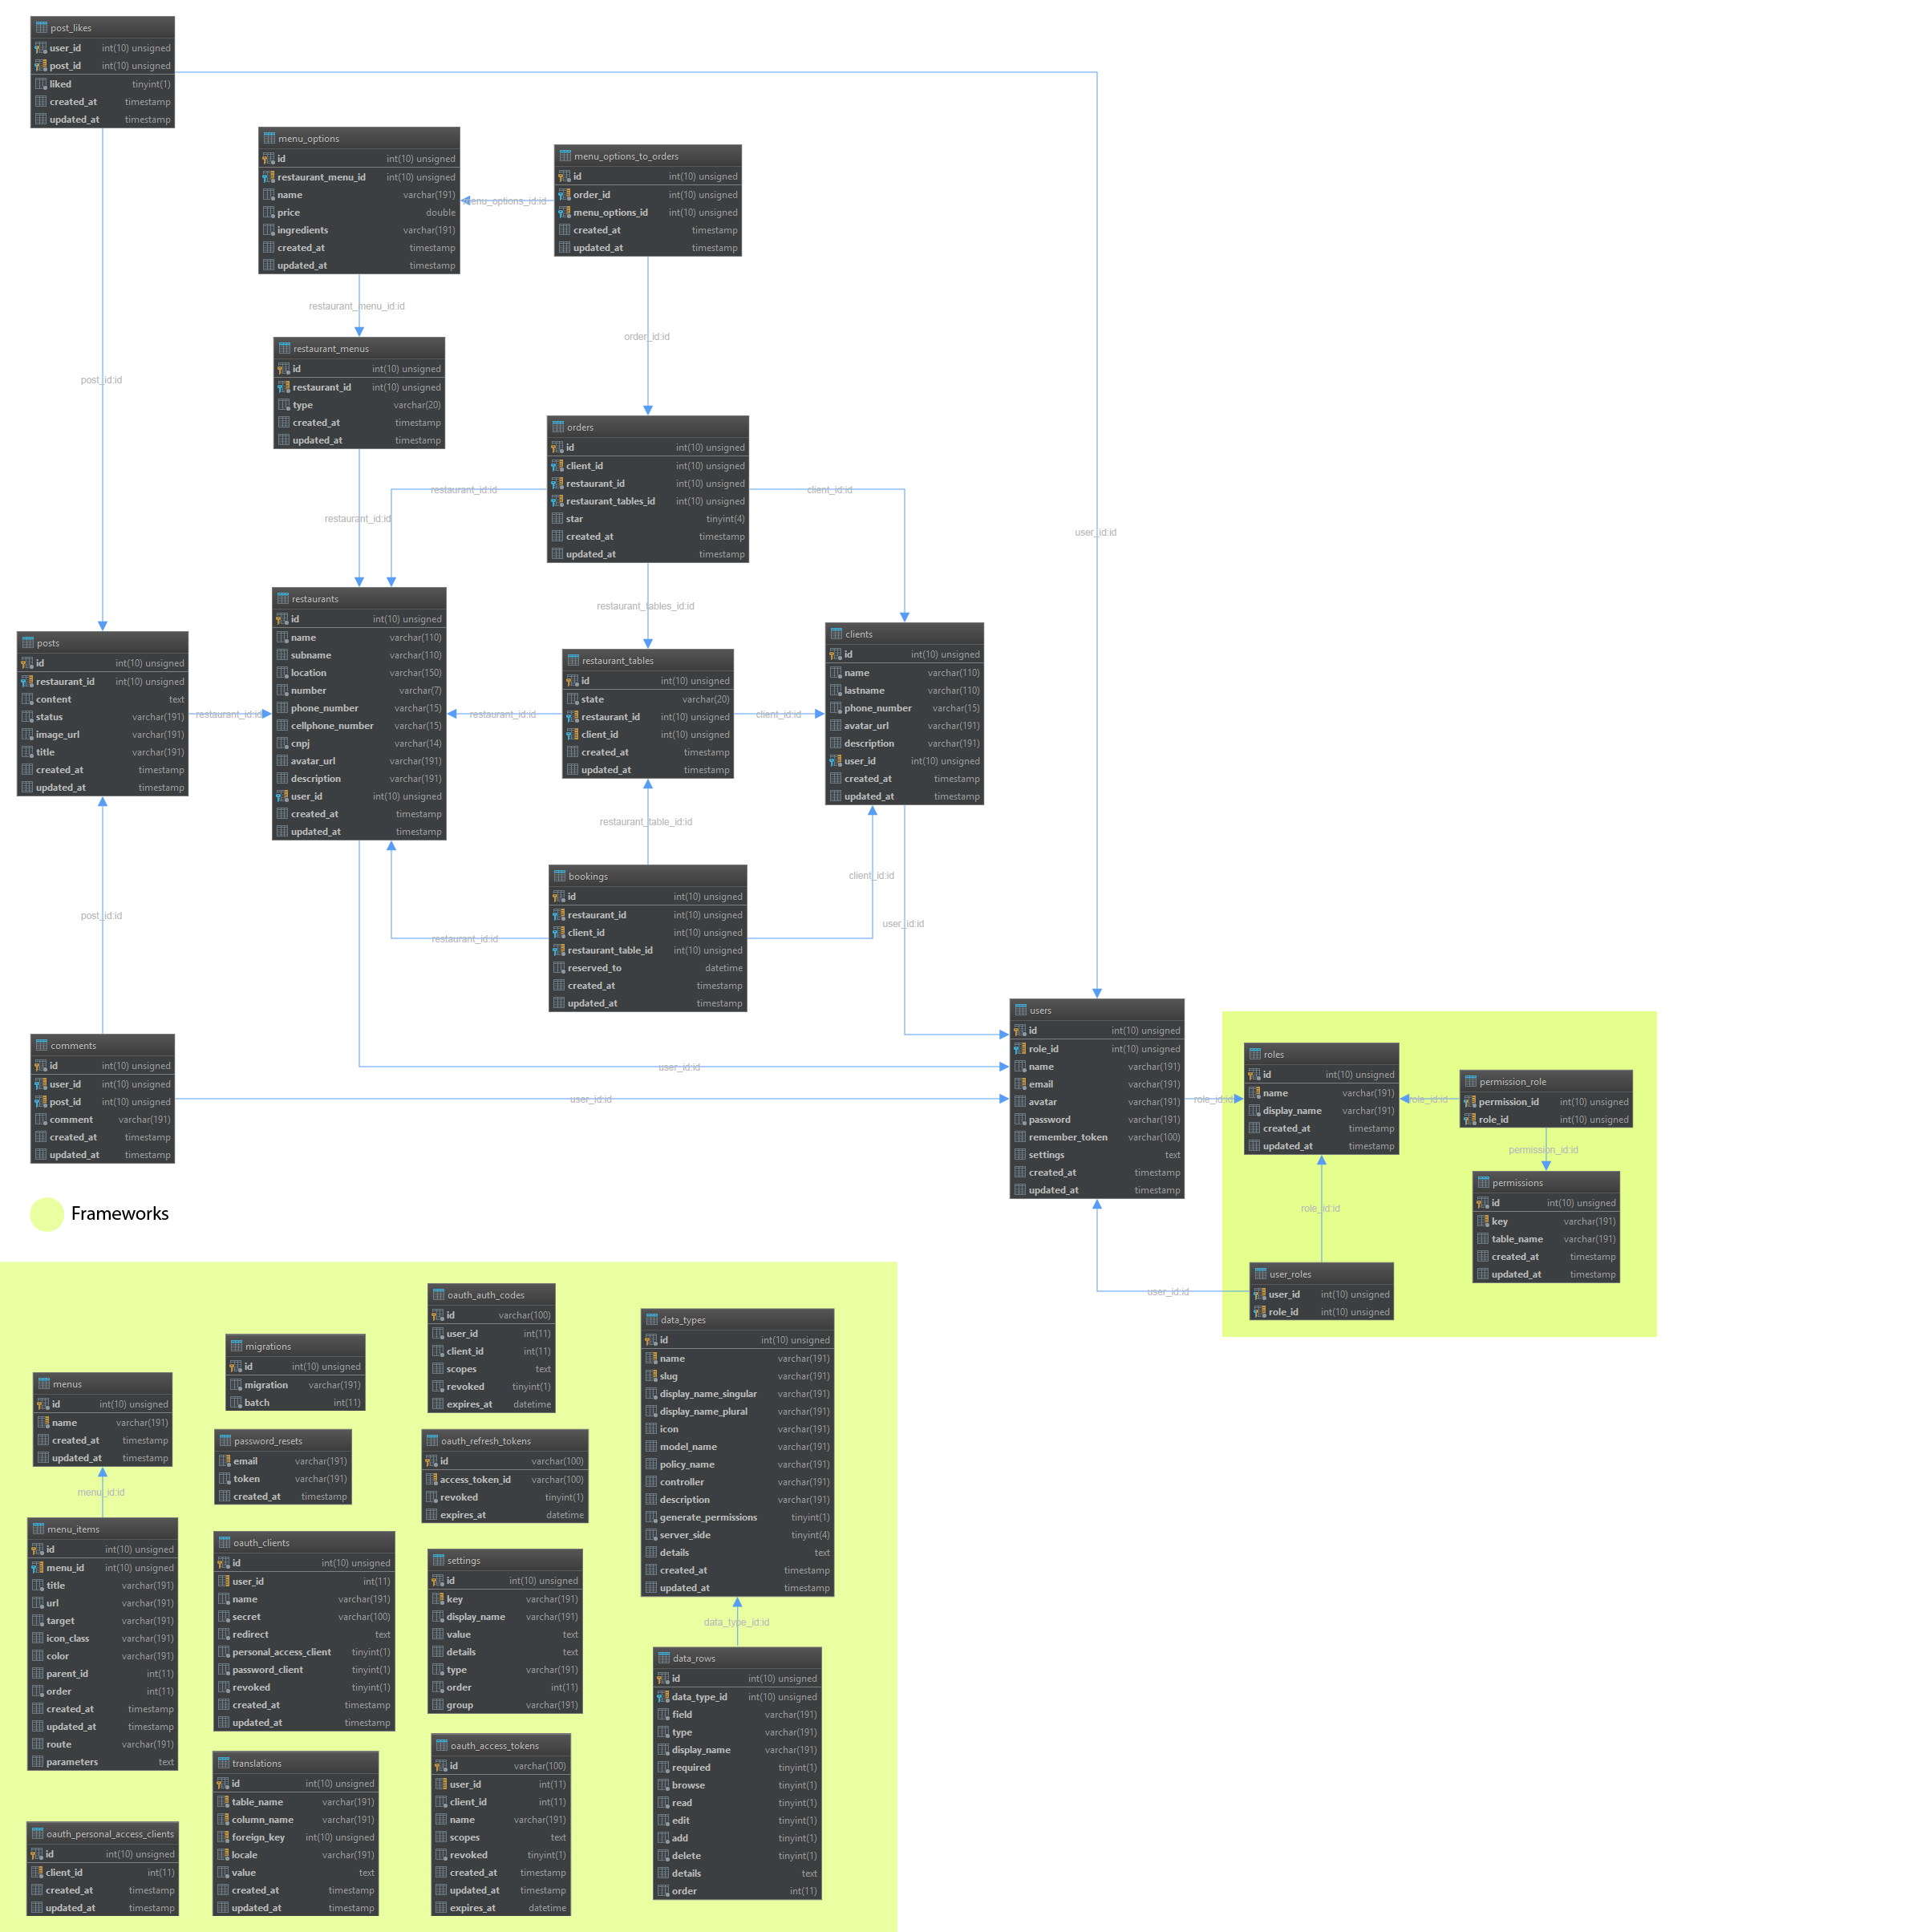 post_likes
user_id int(10) unsigned
post_id int(10) unsigned
liked tinyint(1)
created_at timestamp
updated_at timestamp
menu_options
id int(10) unsigned
restaurant_menu_id int(10) unsigned
name varchar(191)
price double
ingredients varchar(191)
created_at timestamp
updated_at timestamp
menu_options_id:id
menu_options_to_orders
id int(10) unsigned
order_id int(10) unsigned
menu_options_id int(10) unsigned
created_at timestamp
updated_at timestamp
restaurant_menu_id:id
order_id:id
post_id:id
restaurant_menus
id int(10) unsigned
restaurant_id int(10) unsigned
type varchar(20)
created_at timestamp
updated_at timestamp
orders
id int(10) unsigned
client_id int(10) unsigned
restaurant_id int(10) unsigned
restaurant_tables_id int(10) unsigned
star tinyint(4)
created_at timestamp
updated_at timestamp
restaurant_id:id
client_id:id
restaurant_id:id
user_id:id
restaurant_tables_id:id
posts
id int(10) unsigned
restaurant_id int(10) unsigned
content text
status varchar(191)
image_url varchar(191)
title varchar(191)
created_at timestamp
updated_at timestamp
restaurant_id:id
restaurants
id int(10) unsigned
name varchar(110)
subname varchar(110)
location varchar(150)
number varchar(7)
phone_number varchar(15)
cellphone_number varchar(15)
cnpj varchar(14)
avatar_url varchar(191)
description varchar(191)
user_id int(10) unsigned
created_at timestamp
updated_at timestamp
restaurant_id:id
restaurant_tables
id int(10) unsigned
state varchar(20)
restaurant_id int(10) unsigned
client_id int(10) unsigned
created_at timestamp
updated_at timestamp
client_id:id
clients
id int(10) unsigned
name varchar(110)
lastname varchar(110)
phone_number varchar(15)
avatar_url varchar(191)
description varchar(191)
user_id int(10) unsigned
created_at timestamp
updated_at timestamp
restaurant_table_id:id
client_id:id
post_id:id
user_id:id
restaurant_id:id
bookings
id int(10) unsigned
restaurant_id int(10) unsigned
client_id int(10) unsigned
restaurant_table_id int(10) unsigned
reserved_to datetime
created_at timestamp
updated_at timestamp
comments
id int(10) unsigned
user_id int(10) unsigned
post_id int(10) unsigned
comment varchar(191)
created_at timestamp
updated_at timestamp
user_id:id
user_id:id
users
id int(10) unsigned
role_id int(10) unsigned
name varchar(191)
email varchar(191)
avatar varchar(191)
password varchar(191)
remember_token varchar(100)
settings text
created_at timestamp
updated_at timestamp
role_id:id
roles
id int(10) unsigned
name varchar(191)
display_name varchar(191)
created_at timestamp
updated_at timestamp
role_id:id
permission_role
permission_id int(10) unsigned
role_id int(10) unsigned
permission_id:id
permissions
id int(10) unsigned
key varchar(191)
table_name varchar(191)
created_at timestamp
updated_at timestamp
role_id:id
user_roles
user_id int(10) unsigned
role_id int(10) unsigned
user_id:id
Frameworks
menus
id int(10) unsigned
name varchar(191)
created_at timestamp
updated_at timestamp
menu_id:id
menu_items
id int(10) unsigned
menu_id int(10) unsigned
title varchar(191)
url varchar(191)
target varchar(191)
icon_class varchar(191)
color varchar(191)
parent_id int(11)
order int(11)
created_at timestamp
updated_at timestamp
route varchar(191)
parameters text
oauth_personal_access_clients
id int(10) unsigned
client_id int(11)
created_at timestamp
updated_at timestamp
migrations
id int(10) unsigned
migration varchar(191)
batch int(11)
password_resets
email varchar(191)
token varchar(191)
created_at timestamp
oauth_clients
id int(10) unsigned
user_id int(11)
name varchar(191)
secret varchar(100)
redirect text
personal_access_client tinyint(1)
password_client tinyint(1)
revoked tinyint(1)
created_at timestamp
updated_at timestamp
translations
id int(10) unsigned
table_name varchar(191)
column_name varchar(191)
foreign_key int(10) unsigned
locale varchar(191)
value text
created_at timestamp
updated_at timestamp
oauth_auth_codes
id varchar(100)
user_id int(11)
client_id int(11)
scopes text
revoked tinyint(1)
expires_at datetime
oauth_refresh_tokens
id varchar(100)
access_token_id varchar(100)
revoked tinyint(1)
expires_at datetime
settings
id int(10) unsigned
key varchar(191)
display_name varchar(191)
value text
details text
type varchar(191)
order int(11)
group varchar(191)
oauth_access_tokens
id varchar(100)
user_id int(11)
client_id int(11)
name varchar(191)
scopes text
revoked tinyint(1)
created_at timestamp
updated_at timestamp
expires_at datetime
data_types
id int(10) unsigned
name varchar(191)
slug varchar(191)
display_name_singular varchar(191)
display_name_plural varchar(191)
icon varchar(191)
model_name varchar(191)
policy_name varchar(191)
controller varchar(191)
description varchar(191)
generate_permissions tinyint(1)
server_side tinyint(4)
details text
created_at timestamp
updated_at timestamp
data_type_id:id
data_rows
id int(10) unsigned
data_type_id int(10) unsigned
field varchar(191)
type varchar(191)
display_name varchar(191)
required tinyint(1)
browse tinyint(1)
read tinyint(1)
edit tinyint(1)
add tinyint(1)
delete tinyint(1)
details text
order int(11)